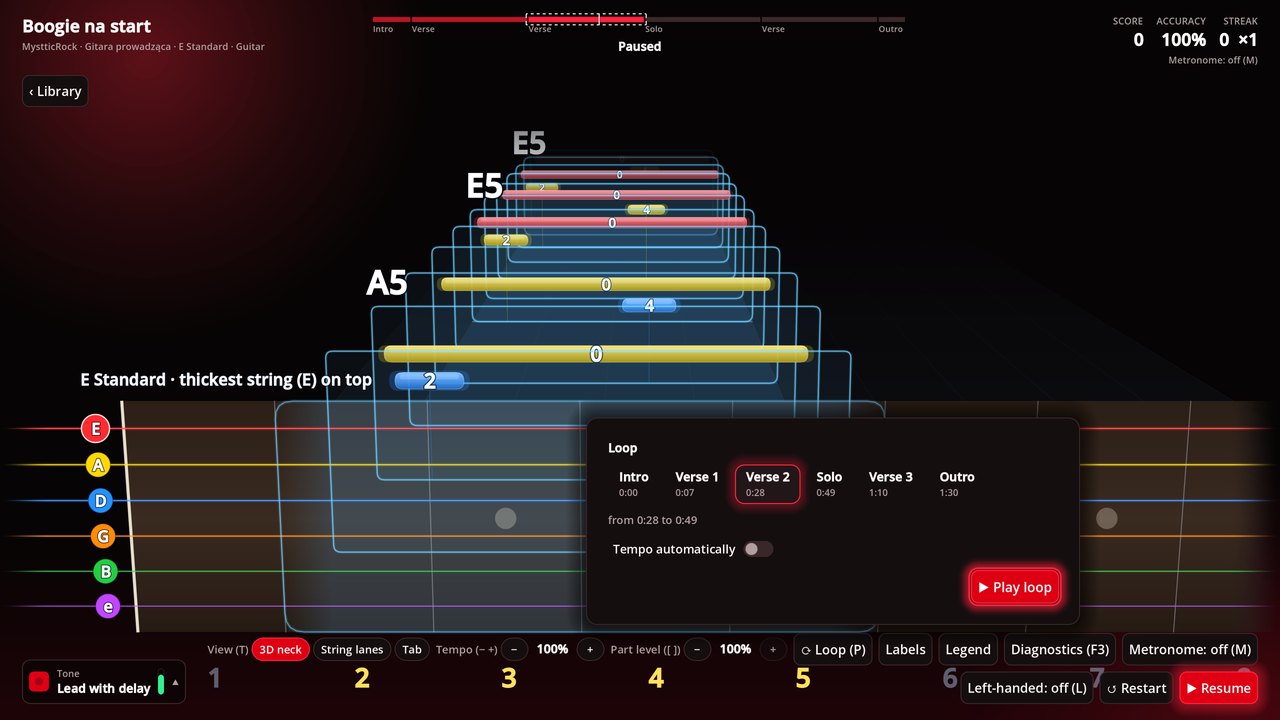 Boogie na start
MysticRock · Gitara prowadząca · E Standard · Guitar
‹ Library
Intro Verse Verse Solo Verse Outro
Paused
SCORE ACCURACY STREAK
0 100% 0 ×1
Metronome: off (M)
E5
0
2
E5
0
4
0
2
A5
0
4
0
2
E Standard · thickest string (E) on top
E
A
D
G
B
e
Loop
Intro Verse 1 Verse 2 Solo Verse 3 Outro
0:00 0:07 0:28 0:49 1:10 1:30
from 0:28 to 0:49
Tempo automatically
▶ Play loop
View (T) 3D neck String lanes Tab Tempo (− +) − 100% + Part level ([ ]) − 100% + Loop (P) Labels Legend Diagnostics (F3) Metronome: off (M)
Tone
Lead with delay
1 2 3 4 5 6 7
Left-handed: off (L) Restart ▶ Resume